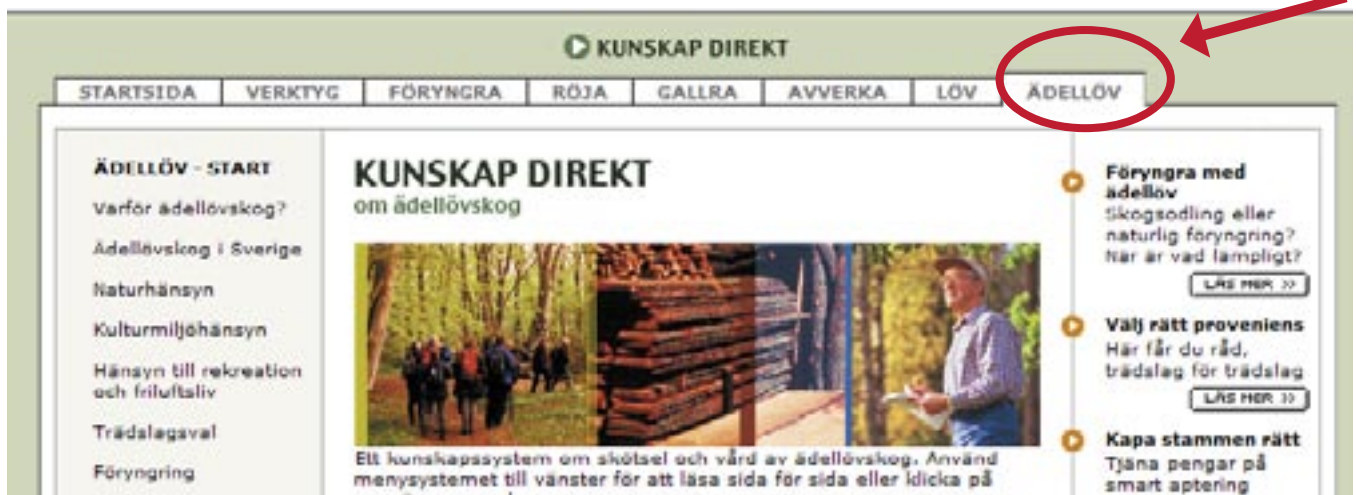 KUNSKAP DIREKT
STARTSIDA VERKTYG FÖRYNGRA RÖJA GALLRA AVVERKA LÖV ÄDELLÖV
ÄDELLÖV - START
Varför ädellövskog?
Ädellövskog i Sverige
Naturhänsyn
Kulturmiljöhänsyn
Hänsyn till rekreation
och friluftsliv
Trädslagsval
Föryngring
KUNSKAP DIREKT
om ädellövskog
Ett kunskapssystem om skötsel och vård av ädellövskog. Använd
menysystemet till vänster för att läsa sida för sida eller klicka på
Föryngra med
ädellöv
Skogsodling eller
naturlig föryngring?
När är vad lämpligt?
LÄS MER »
Välj rätt proveniens
Här får du råd,
trädslag för trädslag
LÄS MER »
Kapa stammen rätt
Tjäna pengar på
smart aptering